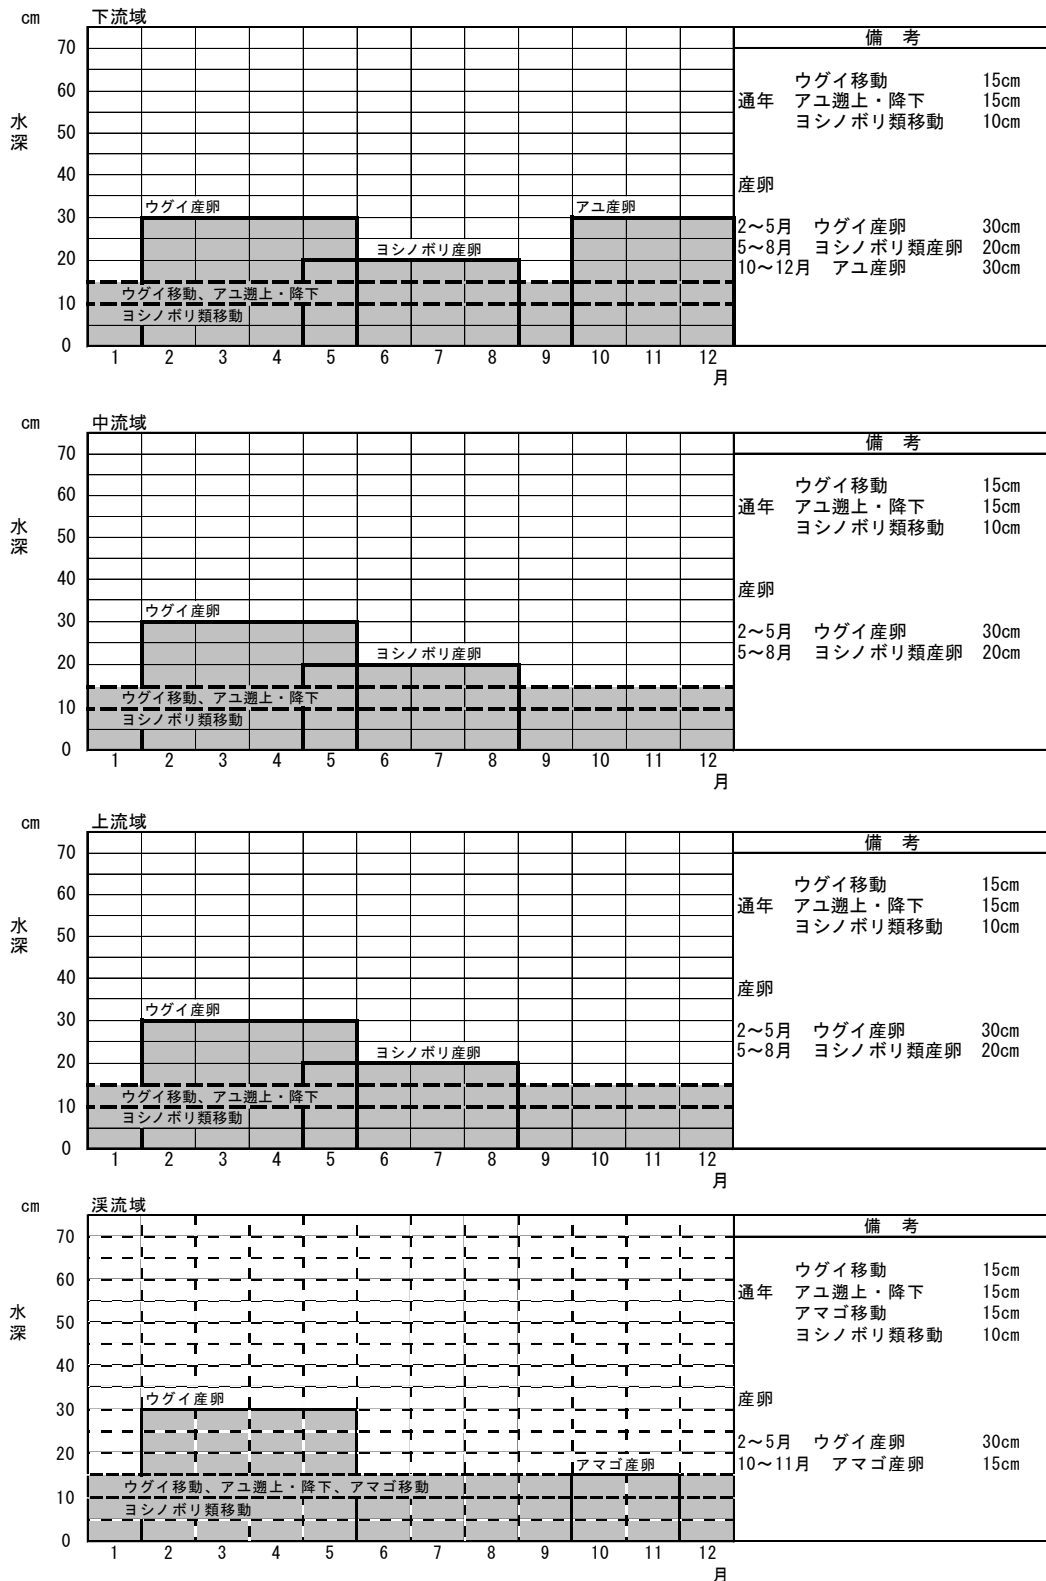 cm 下流域
備 考
70
60
50
40
30
20
10
0
水深
ウグイ産卵
アユ産卵
ヨシノボリ産卵
ウグイ移動、アユ遡上・降下
ヨシノボリ類移動
1 2 3 4 5 6 7 8 9 10 11 12
月
ウグイ移動 15cm
通年 アユ遡上・降下 15cm
ヨシノボリ類移動 10cm
産卵
2~5月 ウグイ産卵 30cm
5~8月 ヨシノボリ類産卵 20cm
10~12月 アユ産卵 30cm
cm 中流域
備 考
70
60
50
40
30
20
10
0
水深
ウグイ産卵
ヨシノボリ産卵
ウグイ移動、アユ遡上・降下
ヨシノボリ類移動
1 2 3 4 5 6 7 8 9 10 11 12
月
ウグイ移動 15cm
通年 アユ遡上・降下 15cm
ヨシノボリ類移動 10cm
産卵
2~5月 ウグイ産卵 30cm
5~8月 ヨシノボリ類産卵 20cm
cm 上流域
備 考
70
60
50
40
30
20
10
0
水深
ウグイ産卵
ヨシノボリ産卵
ウグイ移動、アユ遡上・降下
ヨシノボリ類移動
1 2 3 4 5 6 7 8 9 10 11 12
月
ウグイ移動 15cm
通年 アユ遡上・降下 15cm
ヨシノボリ類移動 10cm
産卵
2~5月 ウグイ産卵 30cm
5~8月 ヨシノボリ類産卵 20cm
cm 渓流域
備 考
70
60
50
40
30
20
10
0
水深
ウグイ産卵
アマゴ産卵
ウグイ移動、アユ遡上・降下、アマゴ移動
ヨシノボリ類移動
1 2 3 4 5 6 7 8 9 10 11 12
月
ウグイ移動 15cm
通年 アユ遡上・降下 15cm
アマゴ移動 15cm
ヨシノボリ類移動 10cm
産卵
2~5月 ウグイ産卵 30cm
10~11月 アマゴ産卵 15cm